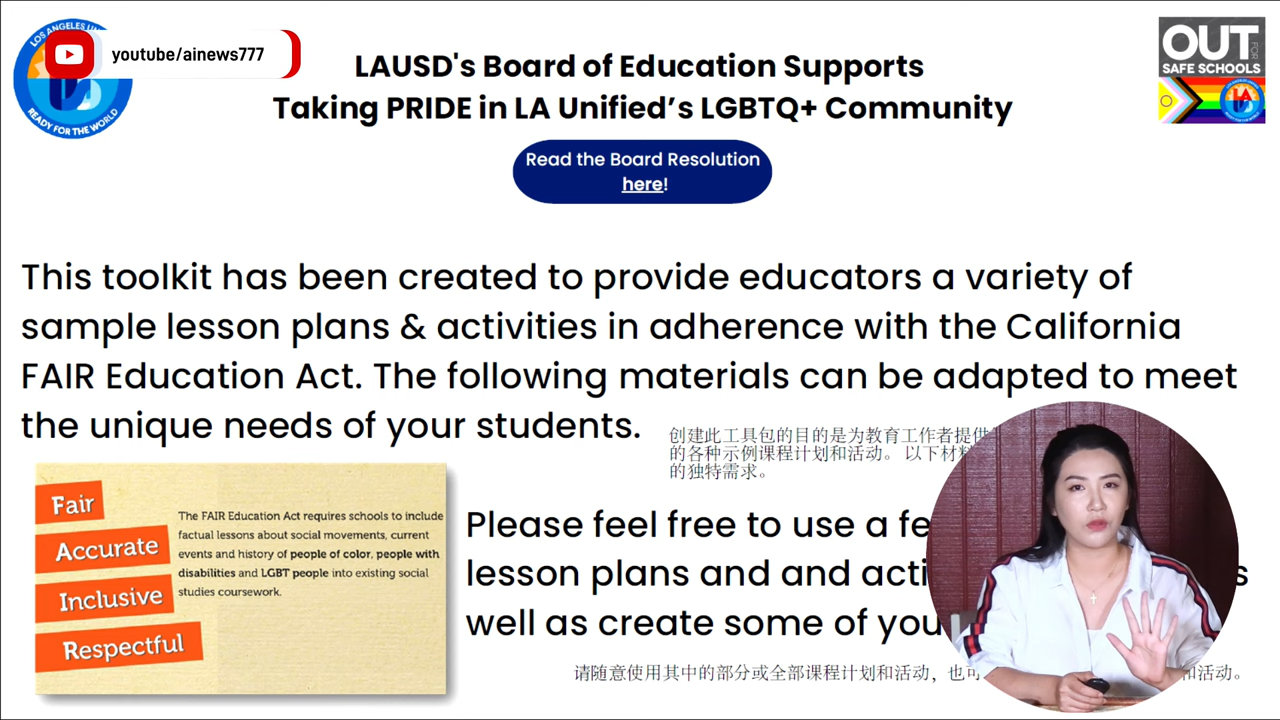 LOS ANGELES UN
youtube/ainews777
READY FOR THE WORLD
LAUSD's Board of Education Supports
Taking PRIDE in LA Unified's LGBTQ+ Community
OUT
FOR
SAFE SCHOOLS
Read the Board Resolution
here!
This toolkit has been created to provide educators a variety of
sample lesson plans & activities in adherence with the California
FAIR Education Act. The following materials can be adapted to meet
the unique needs of your students.
创建此工具包的目的是为教育工作者提供
的各种示例课程计划和活动。 以下材料
的独特需求。
Fair
Accurate
Inclusive
Respectful
The FAIR Education Act requires schools to include
factual lessons about social movements, current
events and history of people of color, people with
disabilities and LGBT people into existing social
studies coursework.
Please feel free to use a fe
lesson plans and and acti s
well as create some of you
请随意使用其中的部分或全部课程计划和活动，也可 和活动。